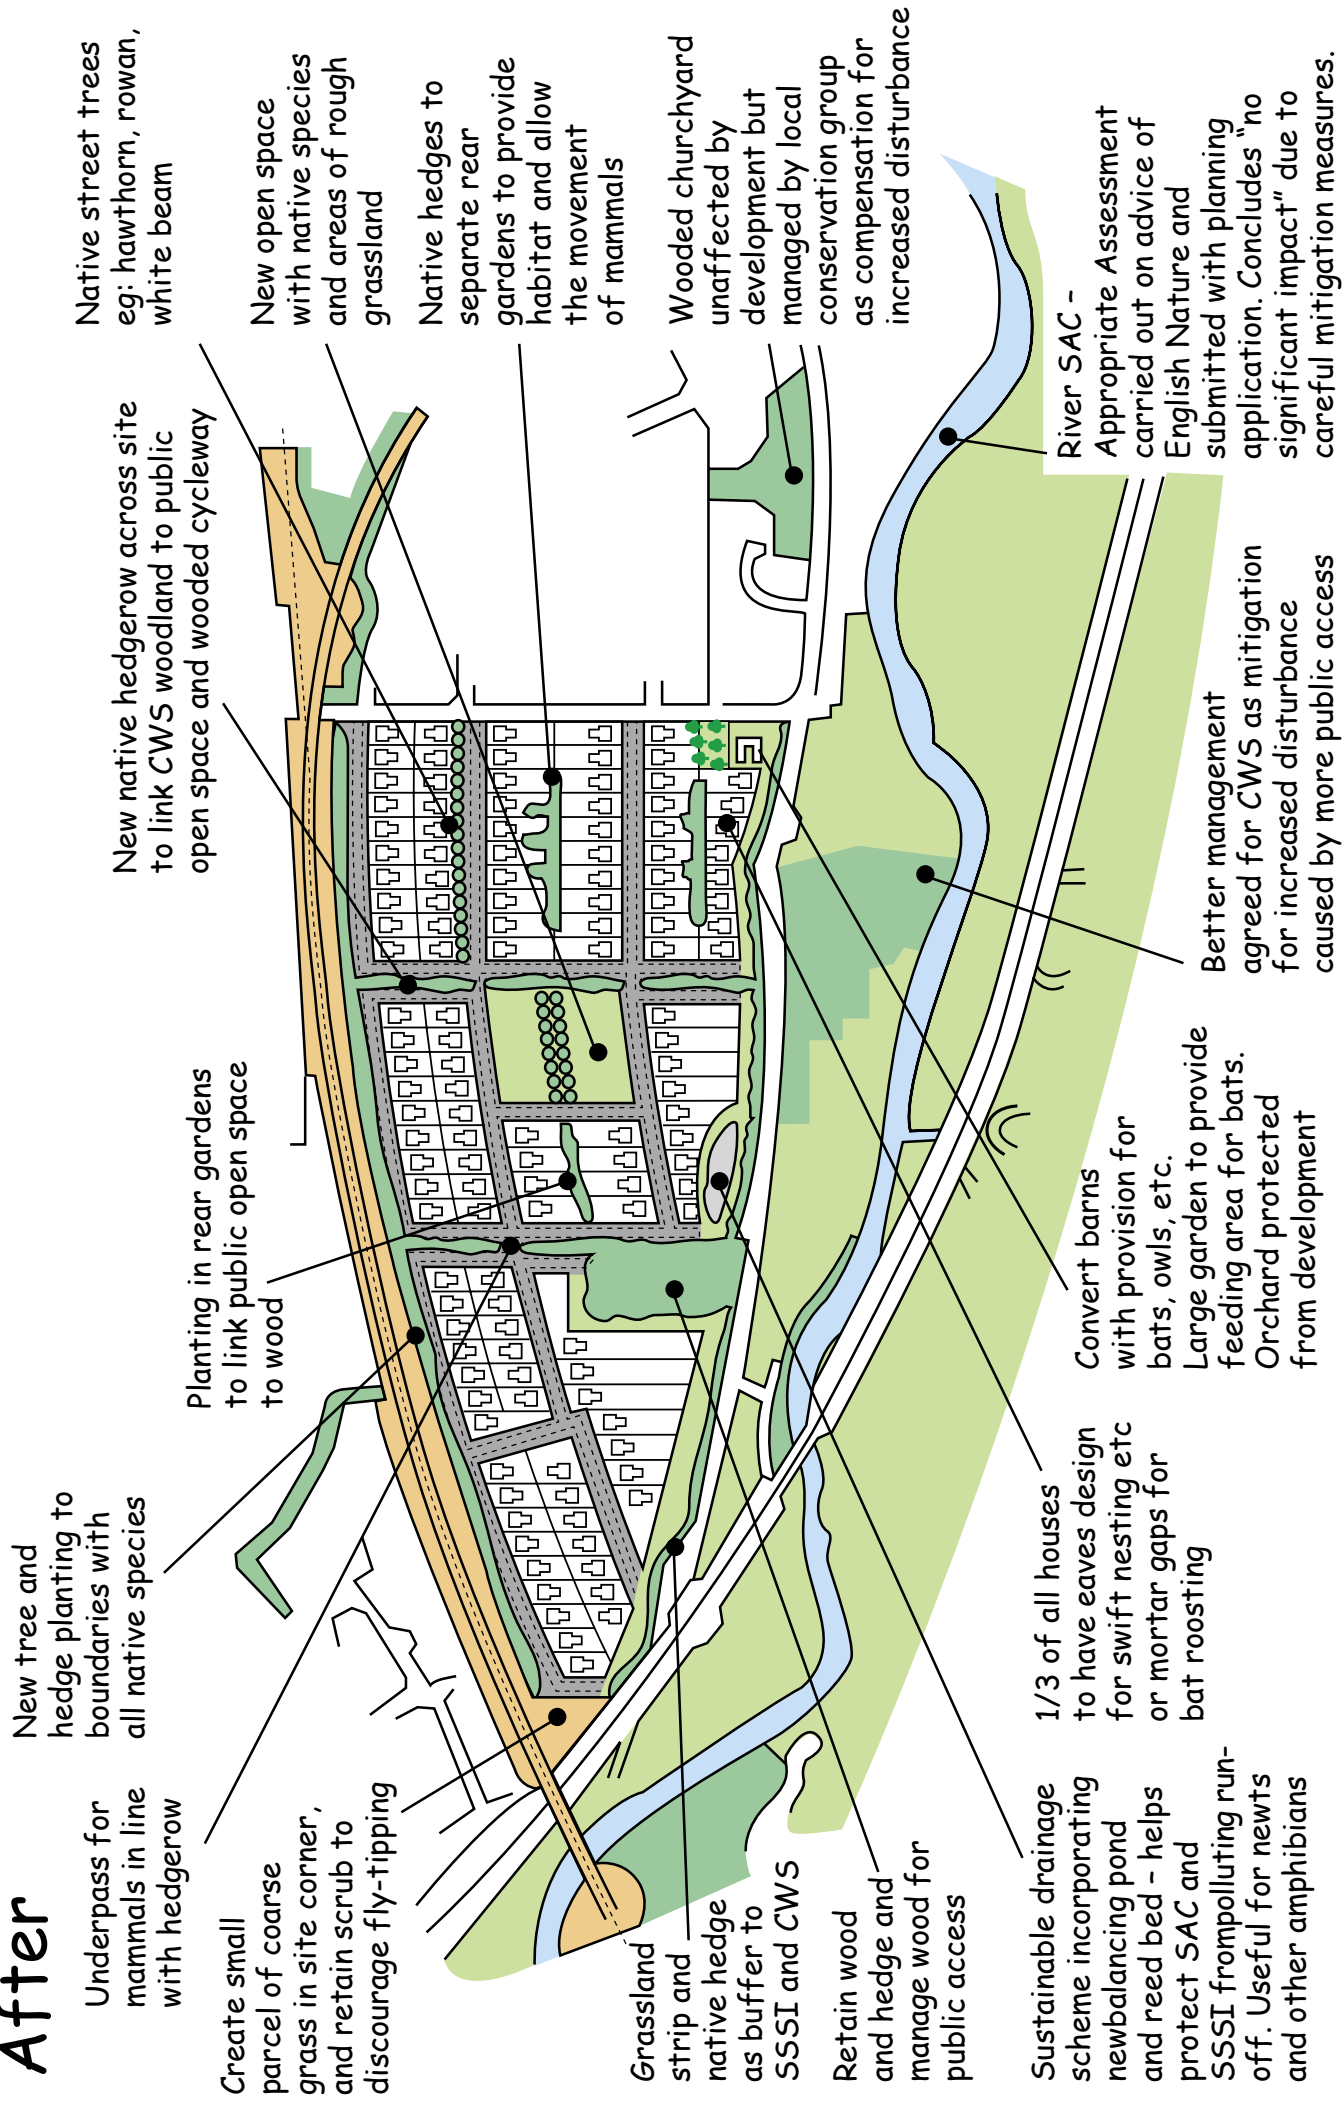 After
Underpass for
mammals in line
with hedgerow
Create small
parcel of coarse
grass in site corner,
and retain scrub to
discourage fly-tipping
New tree and
hedge planting to
boundaries with
all native species
Planting in rear gardens
to link public open space
to wood
New native hedgerow across site
to link CWS woodland to public
open space and wooded cycleway
Native street trees
eg: hawthorn, rowan,
white beam
New open space
with native species
and areas of rough
grassland
Native hedges to
separate rear
gardens to provide
habitat and allow
the movement
of mammals
Wooded churchyard
unaffected by
development but
managed by local
conservation group
as compensation for
increased disturbance
Grassland
strip and
native hedge
as buffer to
SSSI and CWS
Retain wood
and hedge and
manage wood for
public access
Sustainable drainage
scheme incorporating
newbalancing pond
and reed bed - helps
protect SAC and
SSSI frompolluting run-
off. Useful for newts
and other amphibians
1/3 of all houses
to have eaves design
for swift nesting etc
or mortar gaps for
bat roosting
Convert barns
with provision for
bats, owls, etc.
Large garden to provide
feeding area for bats.
Orchard protected
from development
Better management
agreed for CWS as mitigation
for increased disturbance
caused by more public access
River SAC -
Appropriate Assessment
carried out on advice of
English Nature and
submitted with planning
application. Concludes "no
significant impact" due to
careful mitigation measures.